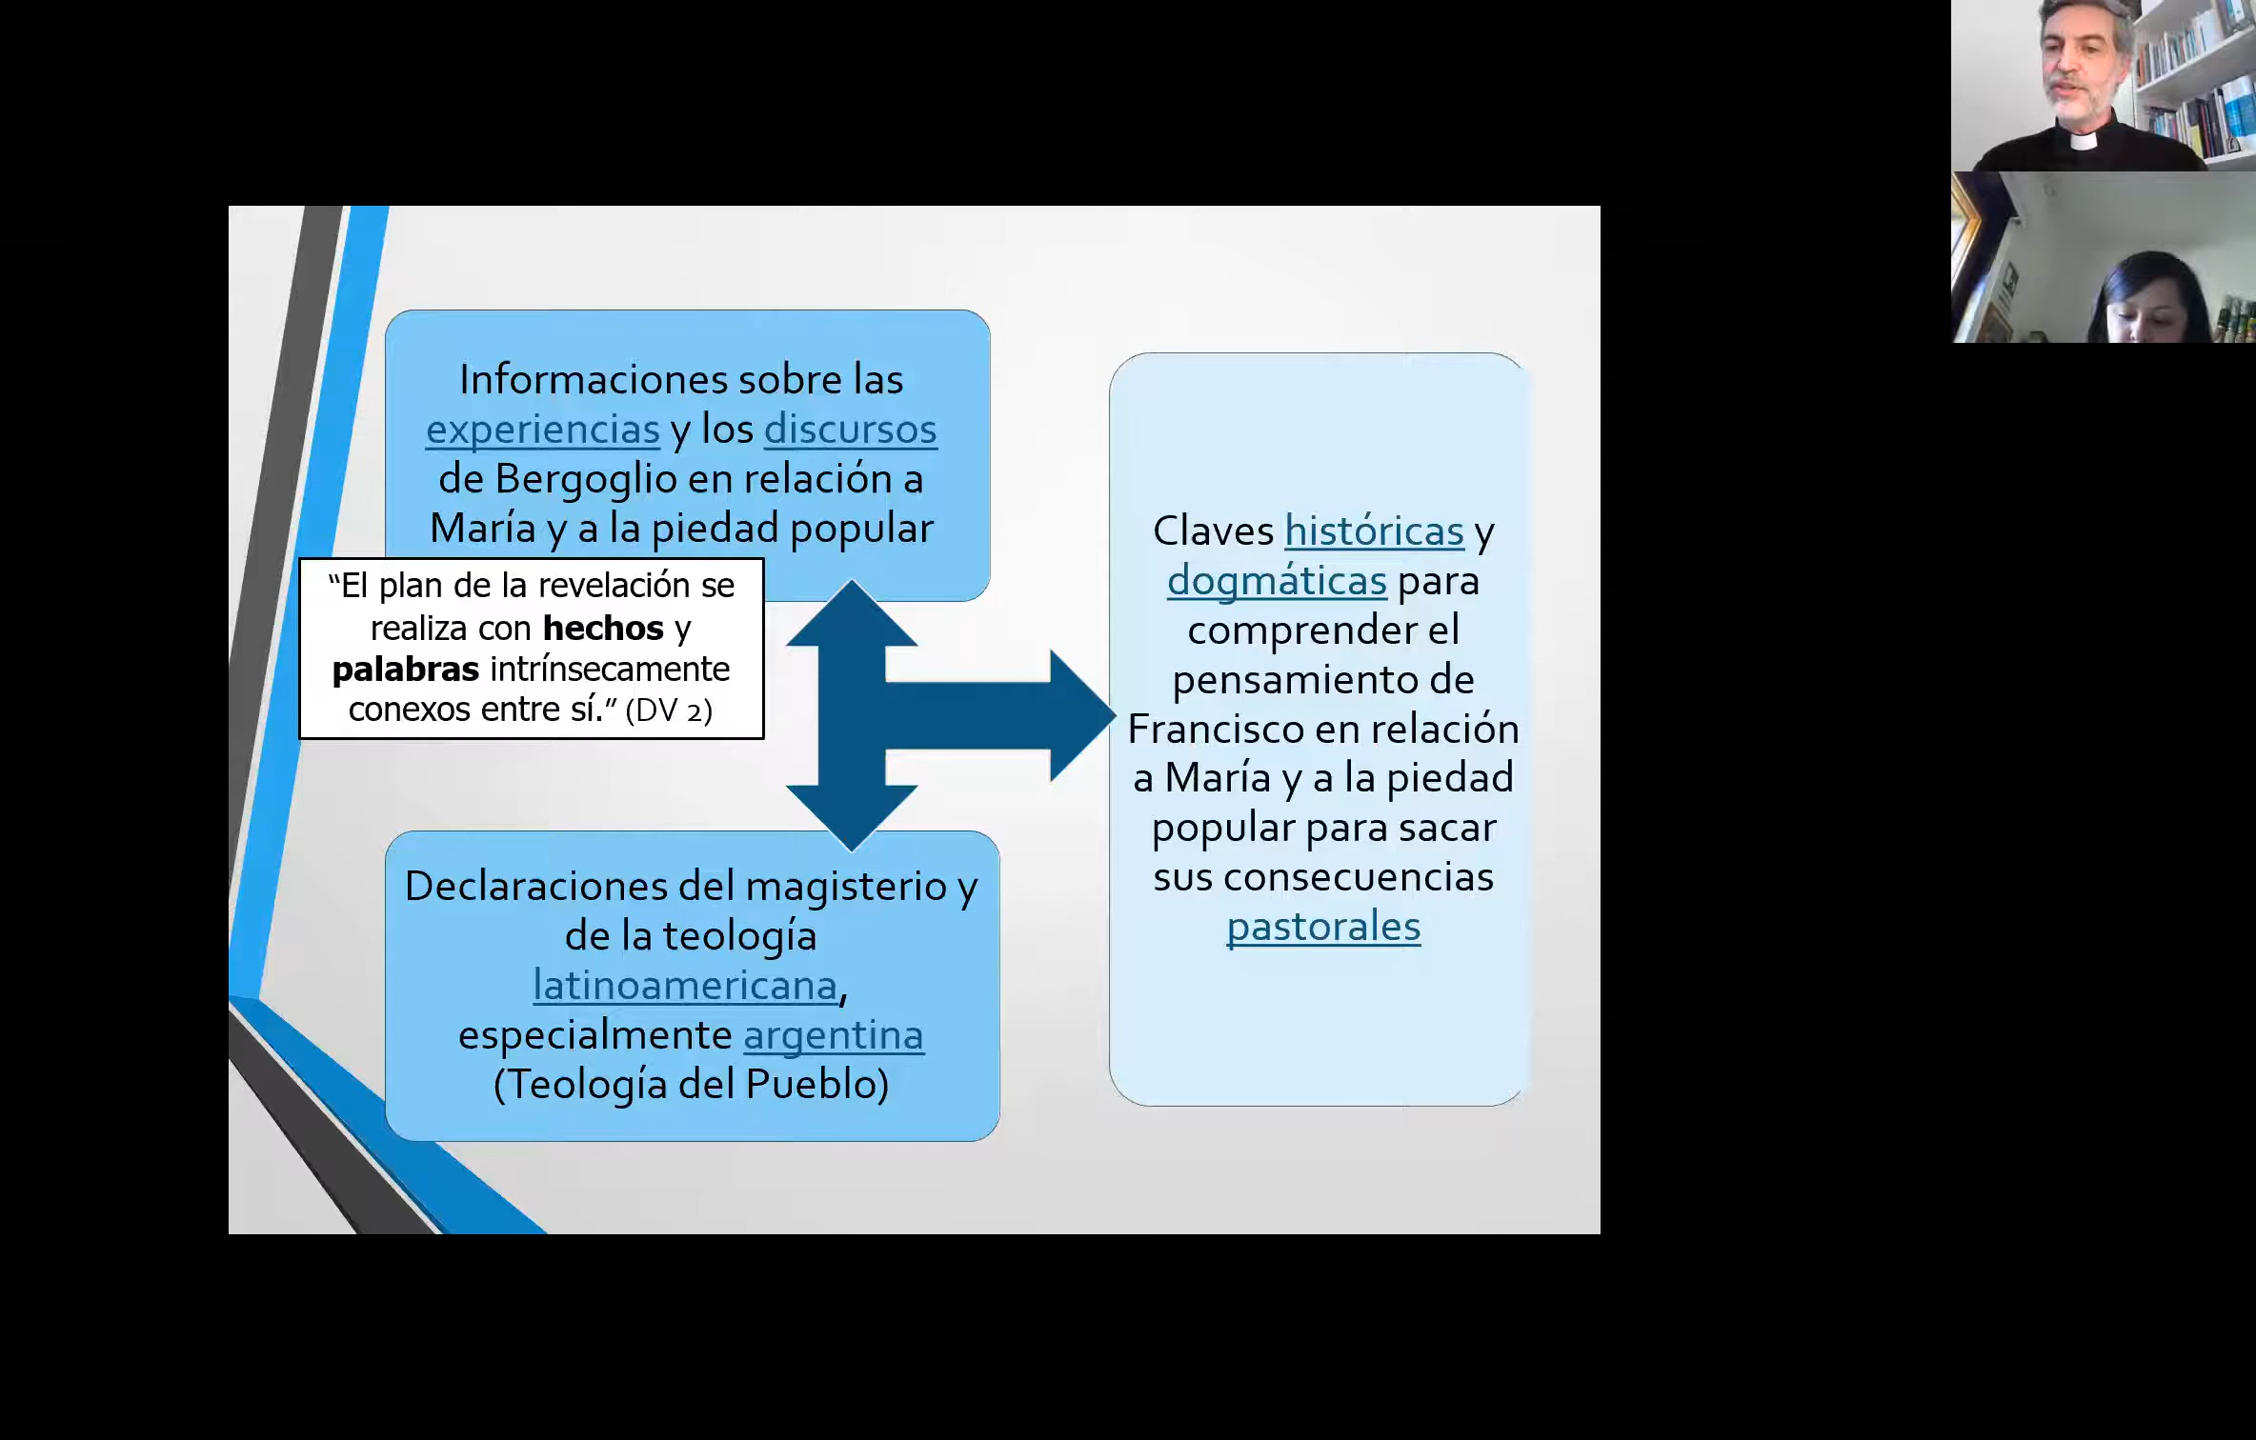 Informaciones sobre las
experiencias y los discursos
de Bergoglio en relación a
María y a la piedad popular
“El plan de la revelación se
realiza con hechos y
palabras intrínsecamente
conexos entre sí.” (DV 2)
Declaraciones del magisterio y
de la teología
latinoamericana,
especialmente argentina
(Teología del Pueblo)
Claves históricas y
dogmáticas para
comprender el
pensamiento de
Francisco en relación
a María y a la piedad
popular para sacar
sus consecuencias
pastorales